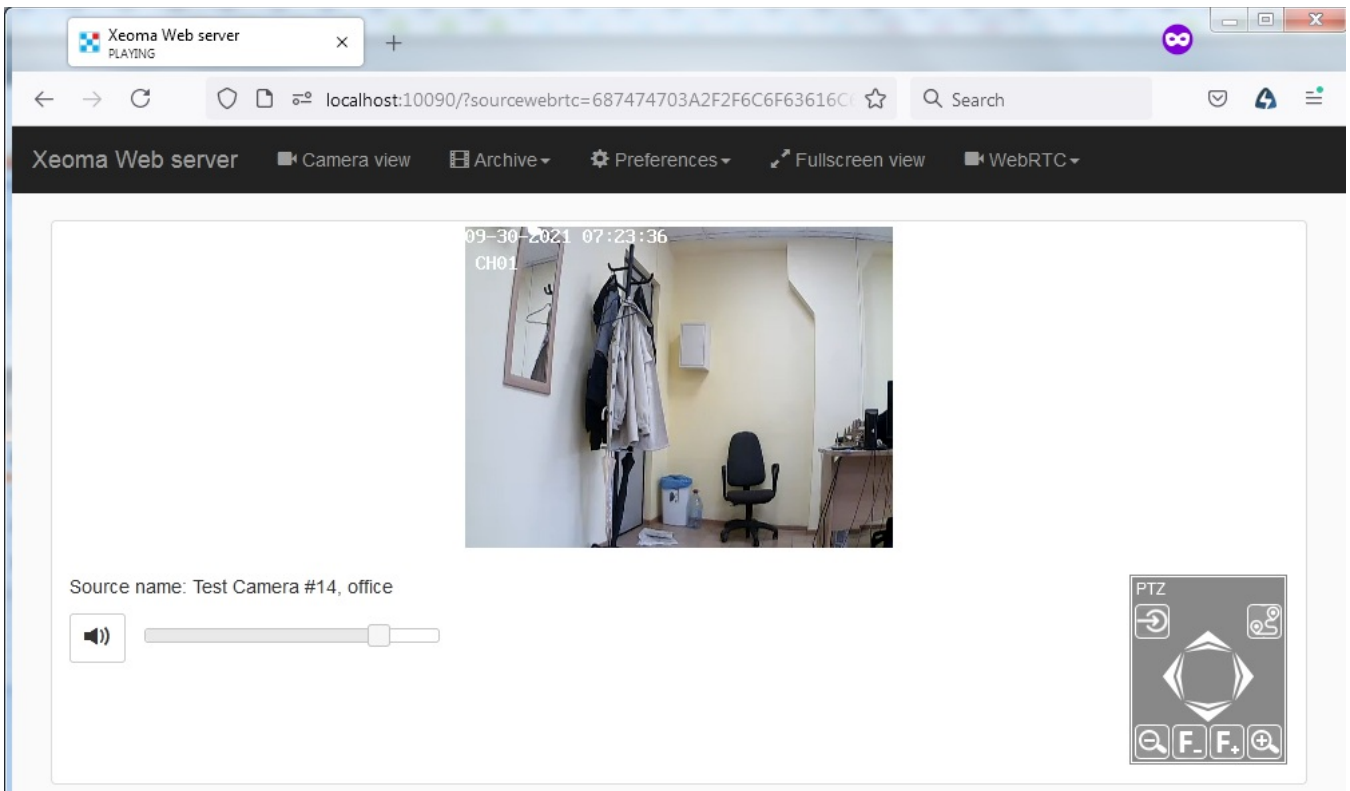 Xeoma Web server
PLAYING
localhost:10090/?sourcewebrtc=687474703A2F2F6C6F63616C6
Search
Xeoma Web server Camera view Archive Preferences Fullscreen view WebRTC
09-30-2021 07:23:36
CH01
Source name: Test Camera #14, office
PTZ
F- F+